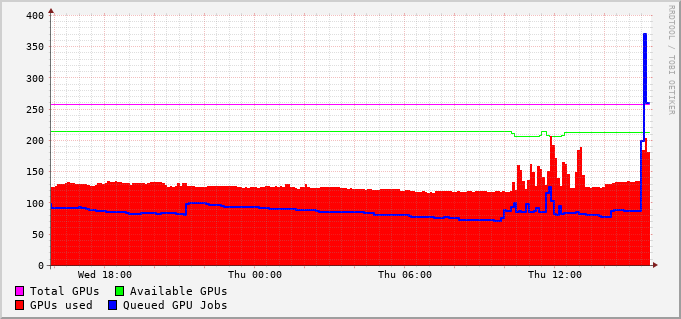 400
350
300
250
200
150
100
50
0
Wed 18:00 Thu 00:00 Thu 06:00 Thu 12:00
Total GPUs Available GPUs
GPUs used Queued GPU Jobs
RRDTOOL / TOBI OETIKER